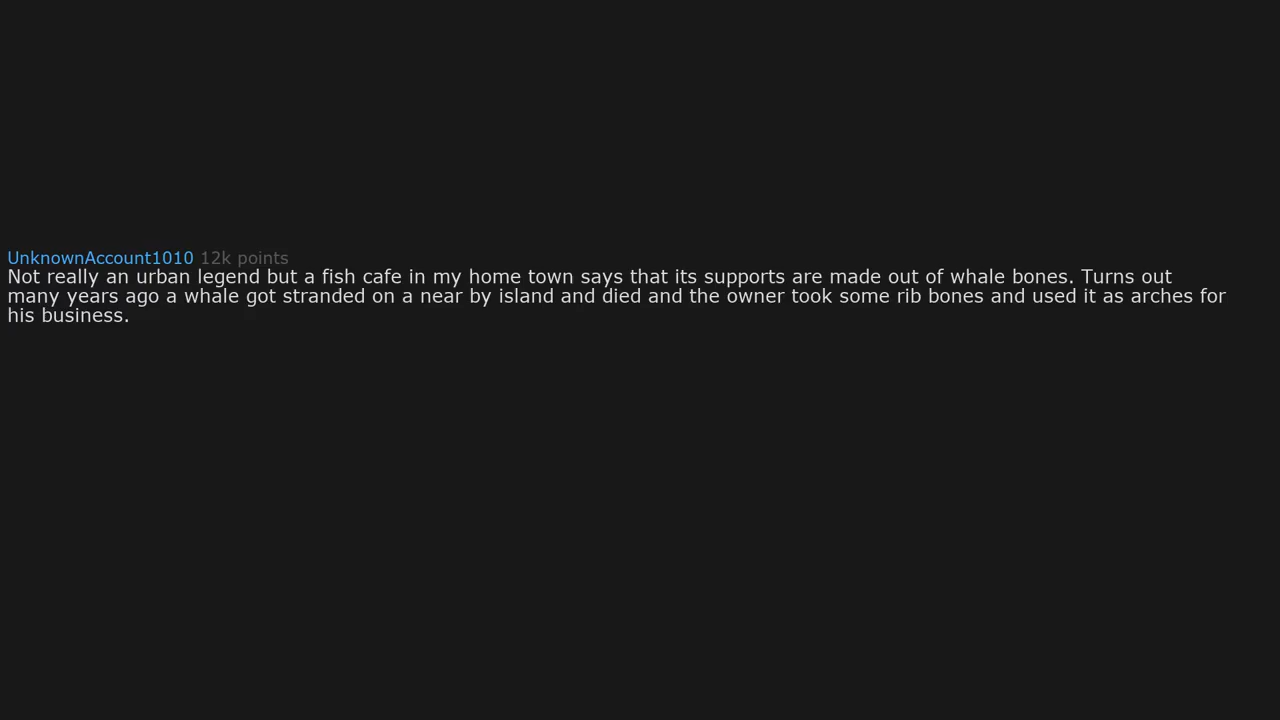 UnknownAccount1010 12k points
Not really an urban legend but a fish cafe in my home town says that its supports are made out of whale bones. Turns out
many years ago a whale got stranded on a near by island and died and the owner took some rib bones and used it as arches for
his business.